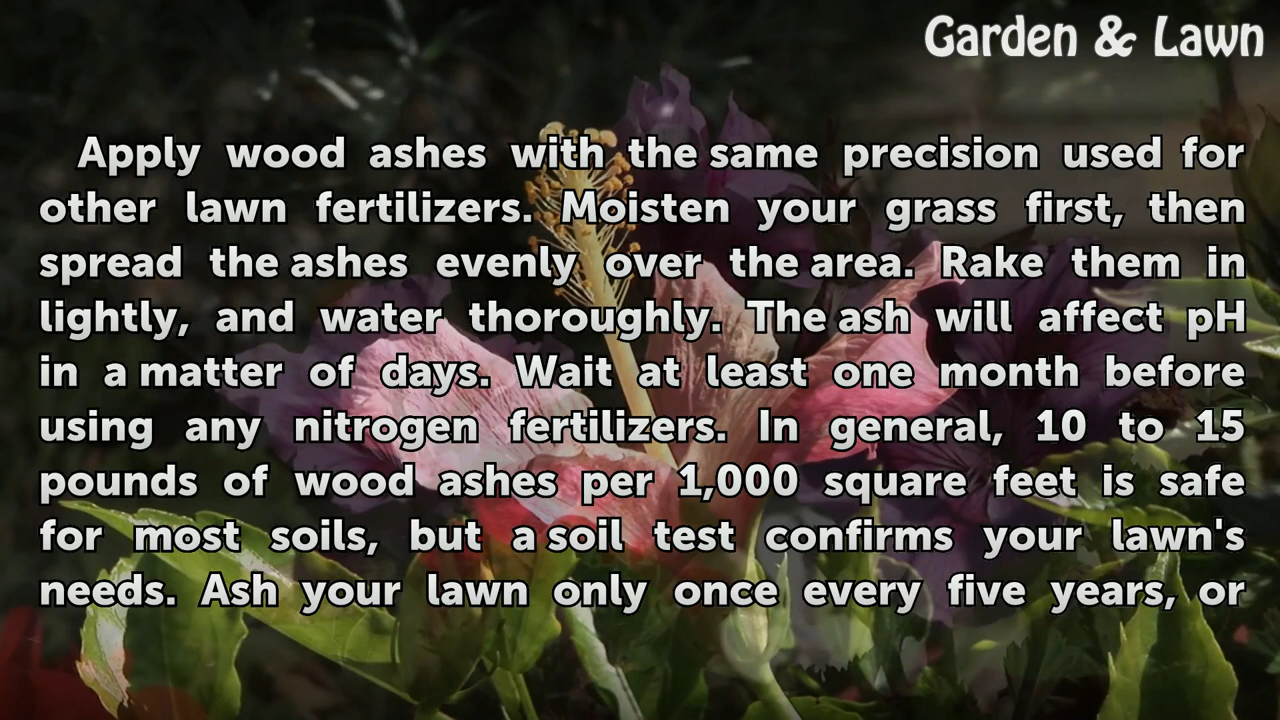 Garden & Lawn
Apply wood ashes with the same precision used for
other lawn fertilizers. Moisten your grass first, then
spread the ashes evenly over the area. Rake them in
lightly, and water thoroughly. The ash will affect pH
in a matter of days. Wait at least one month before
using any nitrogen fertilizers. In general, 10 to 15
pounds of wood ashes per 1,000 square feet is safe
for most soils, but a soil test confirms your lawn's
needs. Ash your lawn only once every five years, or